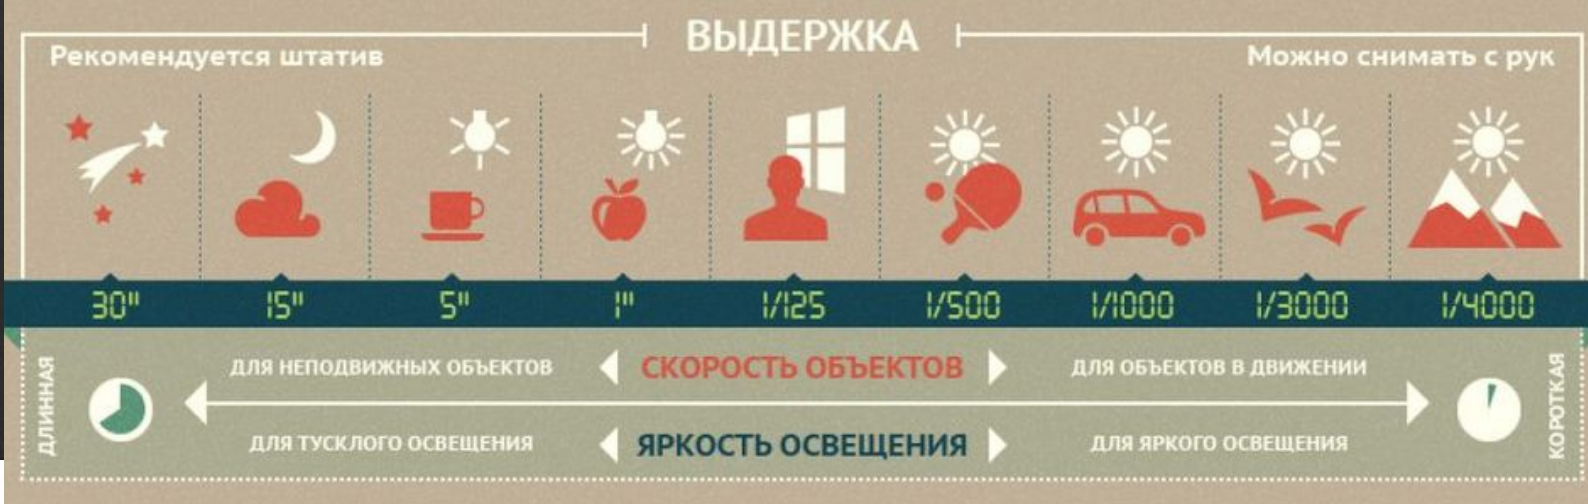 ВЫДЕРЖКА
Рекомендуется штатив
Можно снимать с рук
30" 15" 5" 1" 1/125 1/500 1/1000 1/3000 1/4000
ДЛИННАЯ
ДЛЯ НЕПОДВИЖНЫХ ОБЪЕКТОВ СКОРОСТЬ ОБЪЕКТОВ ДЛЯ ОБЪЕКТОВ В ДВИЖЕНИИ
ДЛЯ ТУСКЛОГО ОСВЕЩЕНИЯ ЯРКОСТЬ ОСВЕЩЕНИЯ ДЛЯ ЯРКОГО ОСВЕЩЕНИЯ
КОРОТКАЯ